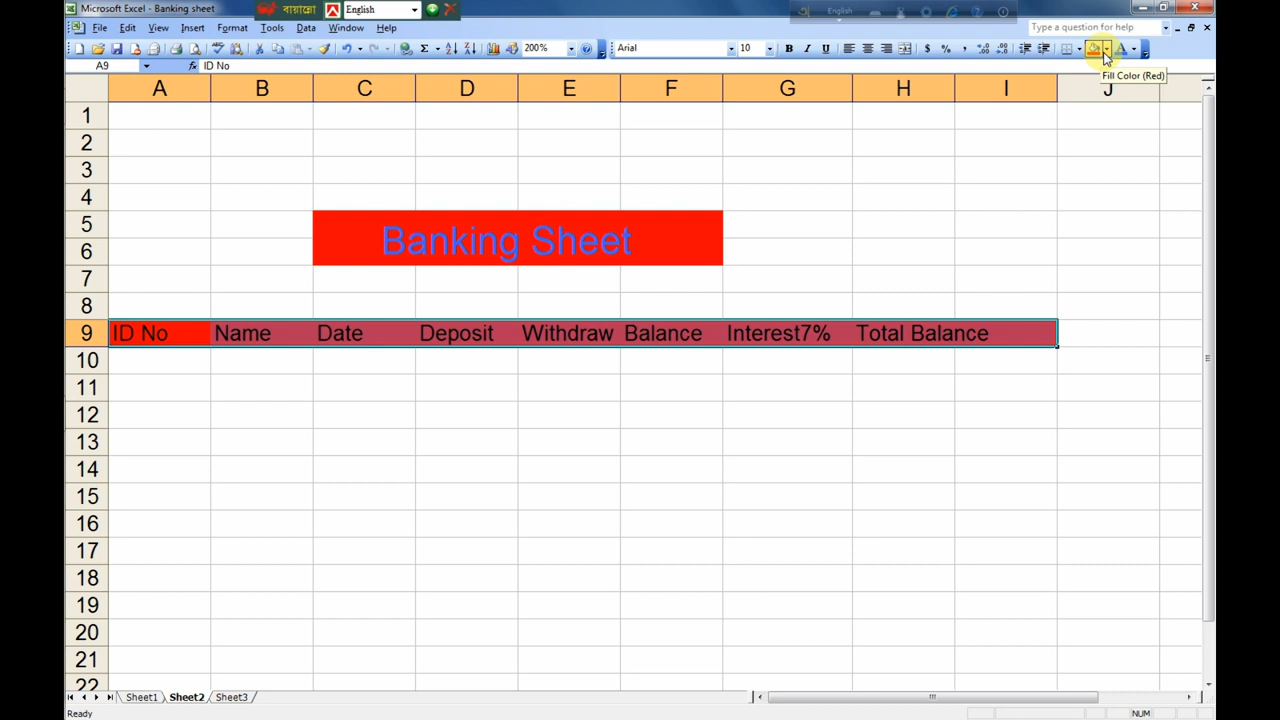 Microsoft Excel - Banking sheet
বায়ান্নো English
English
File Edit View Insert Format Tools Data Window Help Type a question for help
Σ 200% Arial 10 B I U $ % , A
A9 fx ID No
Fill Color (Red)
A B C D E F G H I J
1
2
3
4
5
Banking Sheet
6
7
8
9 ID No Name Date Deposit Withdraw Balance Interest7% Total Balance
10
11
12
13
14
15
16
17
18
19
20
21
22
Sheet1 Sheet2 Sheet3
Ready NUM